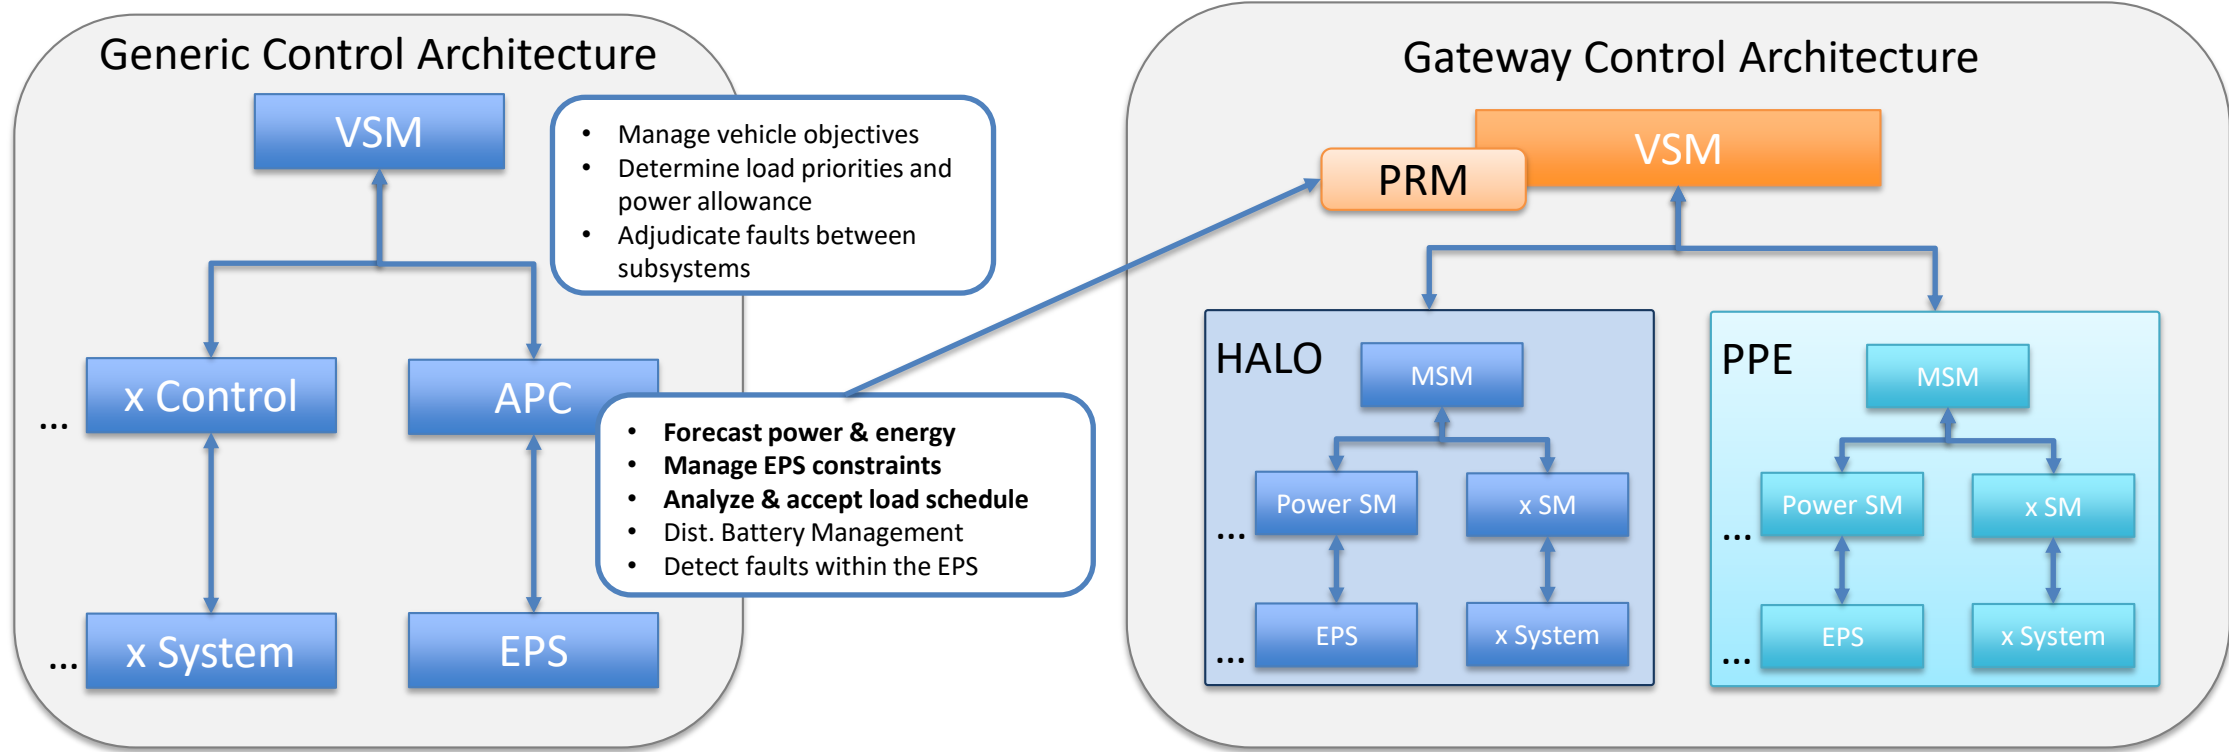 Generic Control Architecture
VSM
• Manage vehicle objectives
• Determine load priorities and
power allowance
• Adjudicate faults between
subsystems
x Control
APC
...
• Forecast power & energy
• Manage EPS constraints
• Analyze & accept load schedule
• Dist. Battery Management
• Detect faults within the EPS
x System
EPS
...
Gateway Control Architecture
VSM
PRM
HALO
MSM
Power SM
x SM
...
EPS
x System
...
PPE
MSM
Power SM
x SM
...
EPS
x System
...